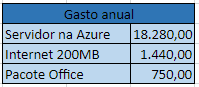 Gasto anual
Servidor na Azure 18.280,00
Internet 200MB 1.440,00
Pacote Office 750,00